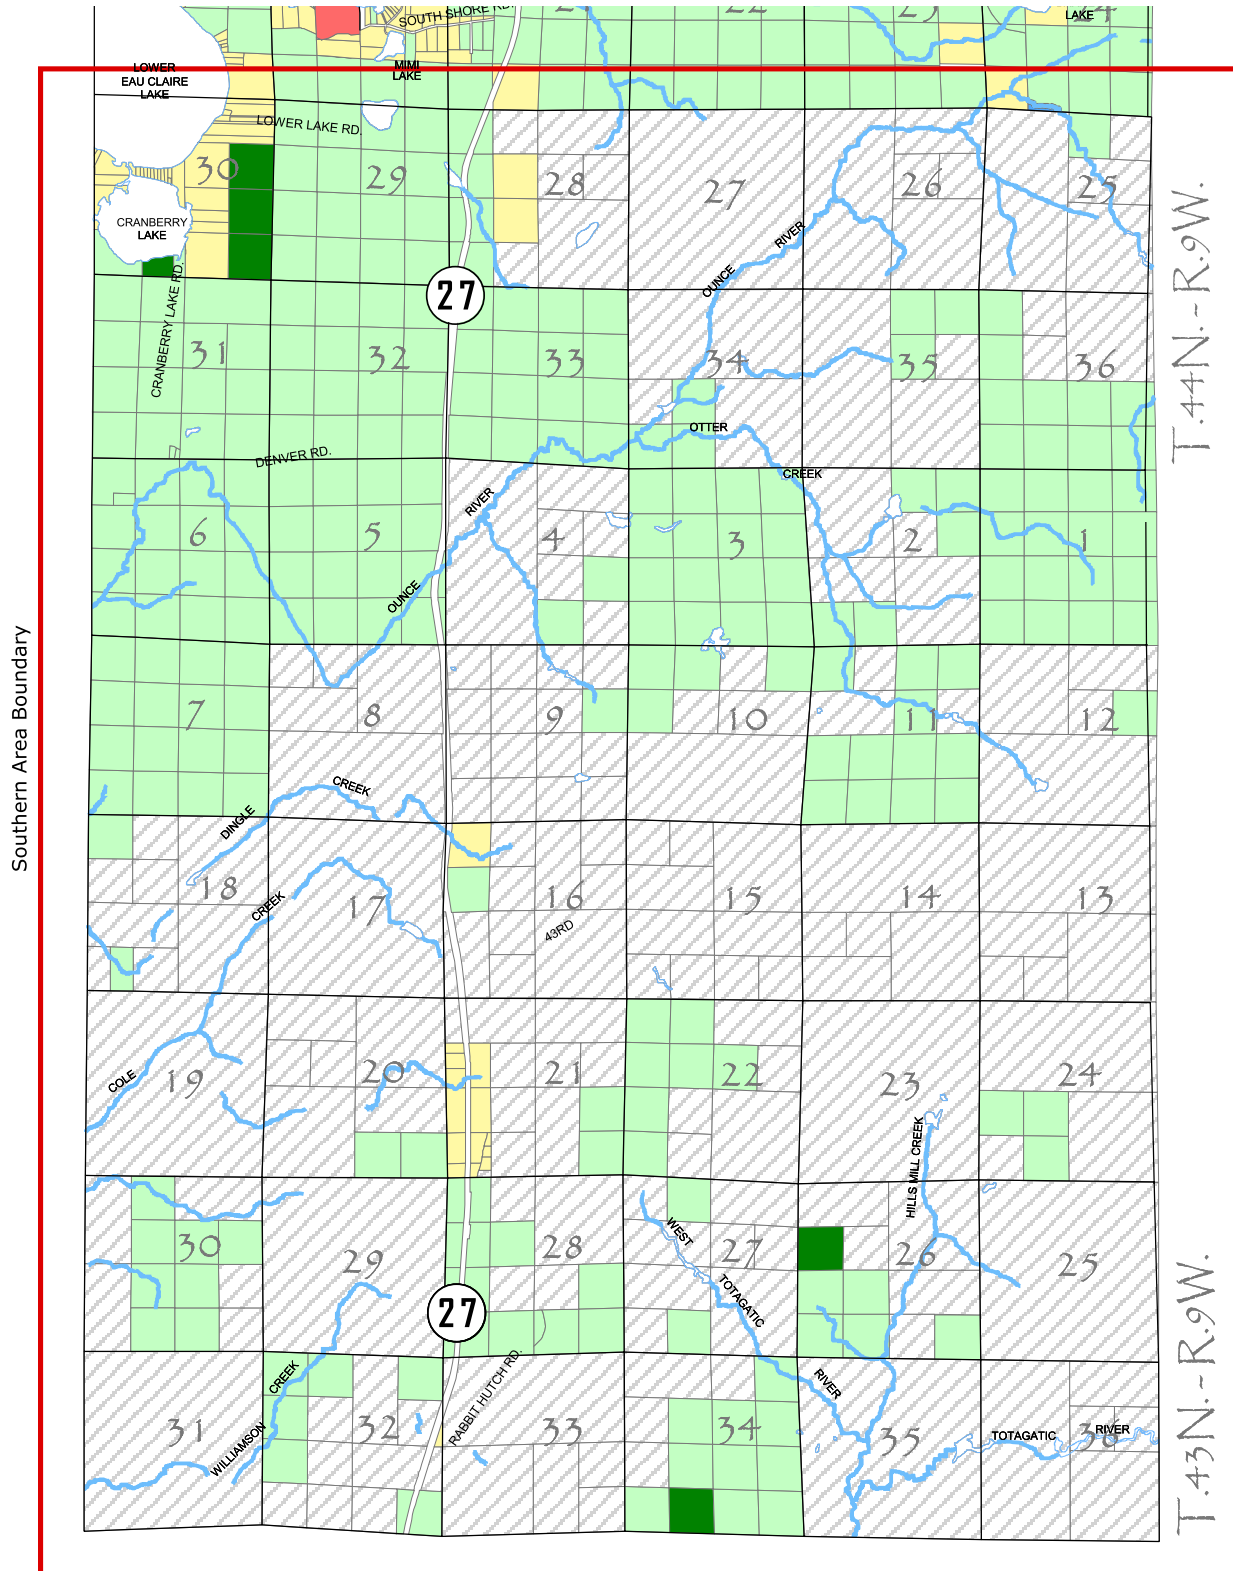 SOUTH SHORE RD.
22
LAKE
24
LOWER
EAU CLAIRE
LAKE
MIMI
LAKE
LOWER LAKE RD.
30
29
28
27
26
25
CRANBERRY
LAKE
RIVER
OUNCE
27
CRANBERRY LAKE RD.
31
32
33
34
35
36
T.44N.-R.9W.
OTTER
DENVER RD.
CREEK
RIVER
6
5
4
3
2
1
OUNCE
Southern Area Boundary
7
8
9
10
11
12
CREEK
DINGLE
18
CREEK
17
16
15
14
13
43RD
COLE
19
20
21
22
23
24
HILLS MILL CREEK
WEST
30
29
28
27
26
25
TOTAGATIC
27
RABBIT HUTCH RD.
CREEK
RIVER
WILLIAMSON
31
32
33
34
35
36
TOTAGATIC
RIVER
T.43N.-R.9W.